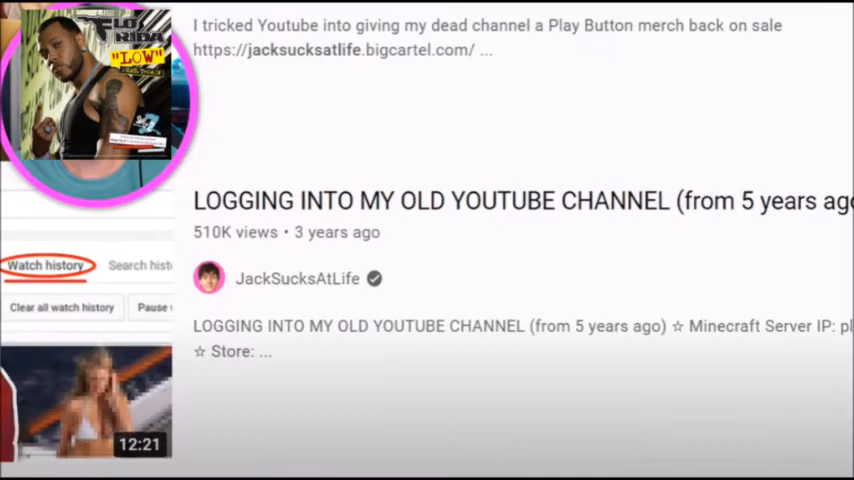 I tricked Youtube into giving my dead channel a Play Button merch back on sale
https://jacksucksatlife.bigcartel.com/ ...
FLO RIDA
"LOW"
LOGGING INTO MY OLD YOUTUBE CHANNEL (from 5 years ago
510K views • 3 years ago
Watch history
Search hist
JackSucksAtLife
Clear all watch history
Pause
LOGGING INTO MY OLD YOUTUBE CHANNEL (from 5 years ago) ☆ Minecraft Server IP: pl
☆ Store: ...
12:21